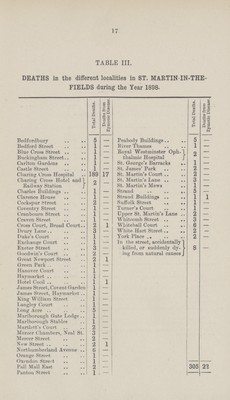 17
TABLE III.
DEATHS in the different localities in ST. MARTIN-IN-THE-
FIELDS during the Year 1898.
Total Deaths.
Deaths from Zymotic Diseases
Total Deaths.
Deaths from Zymotic Diseases
Bedfordbury 5 —
Bedford Street 1 —
Blue Cross Street 1 —
Buckingham Street 1 —
Carlton Gardens 1 —
Castle Street 1 —
Charing Cross Hospital 189 17
Charing Cross Hotel and Railway Station 2 —
Charles Buildings 1 —
Clarence House 1 —
Cockspur Street 2 —
Coventry Street 1 —
Cranbourn Street 1 —
Craven Street 1 —
Cross Court, Broad Court 2 1
Drury Lane 3 —
Duke's Court 1 —
Exchange Court 1 —
Exeter Street 3 —
Goodwin's Court 2 —
Great Newport Street 2 1
Green Park 1 —
Hanover Court 1 —
Haymarket 1 —
Hotel Cecil 1 1
James Street, Covent Garden 1 —
James Street, Haymarket 1 —
King William Street 1 —
Langley Court 1 —
Long Acre 5 —
Marlborough Gate Lodge 1 —
Marlborough Stables 1 —
Martlett's Court 2 —
Mercer Chambers, Neal St. 3 —
Mercer Street 2 —
New Street 2 1
Northumberland Avenue 6 —
Orange Street 1 —
Oxendon Street 1 —
Pall Mall East 2 —
Panton Street 1 —
Peabody Buildings 5 —
River Thames 1 —
Royal Westminster Ophthalmic Hospital 2 —
St. George's Barracks 1 —
St. James' Park 2 —
St. Martin's Court 2 —
St. Martin's Lane 3 —
St. Martin's Mews 1 —
Strand 5 —
Strand Buildings 1 1
Suffolk Street 1 —
Turner's Court 1 —
Upper St. Martin's Lane 2 —
Whitcomb Street 3 —
Whitehall Court 6 —
White Hart Street 2 —
York Place 2 —
In the street, accidentally killed, or suddenly dying from natural causes 8 —
305 22